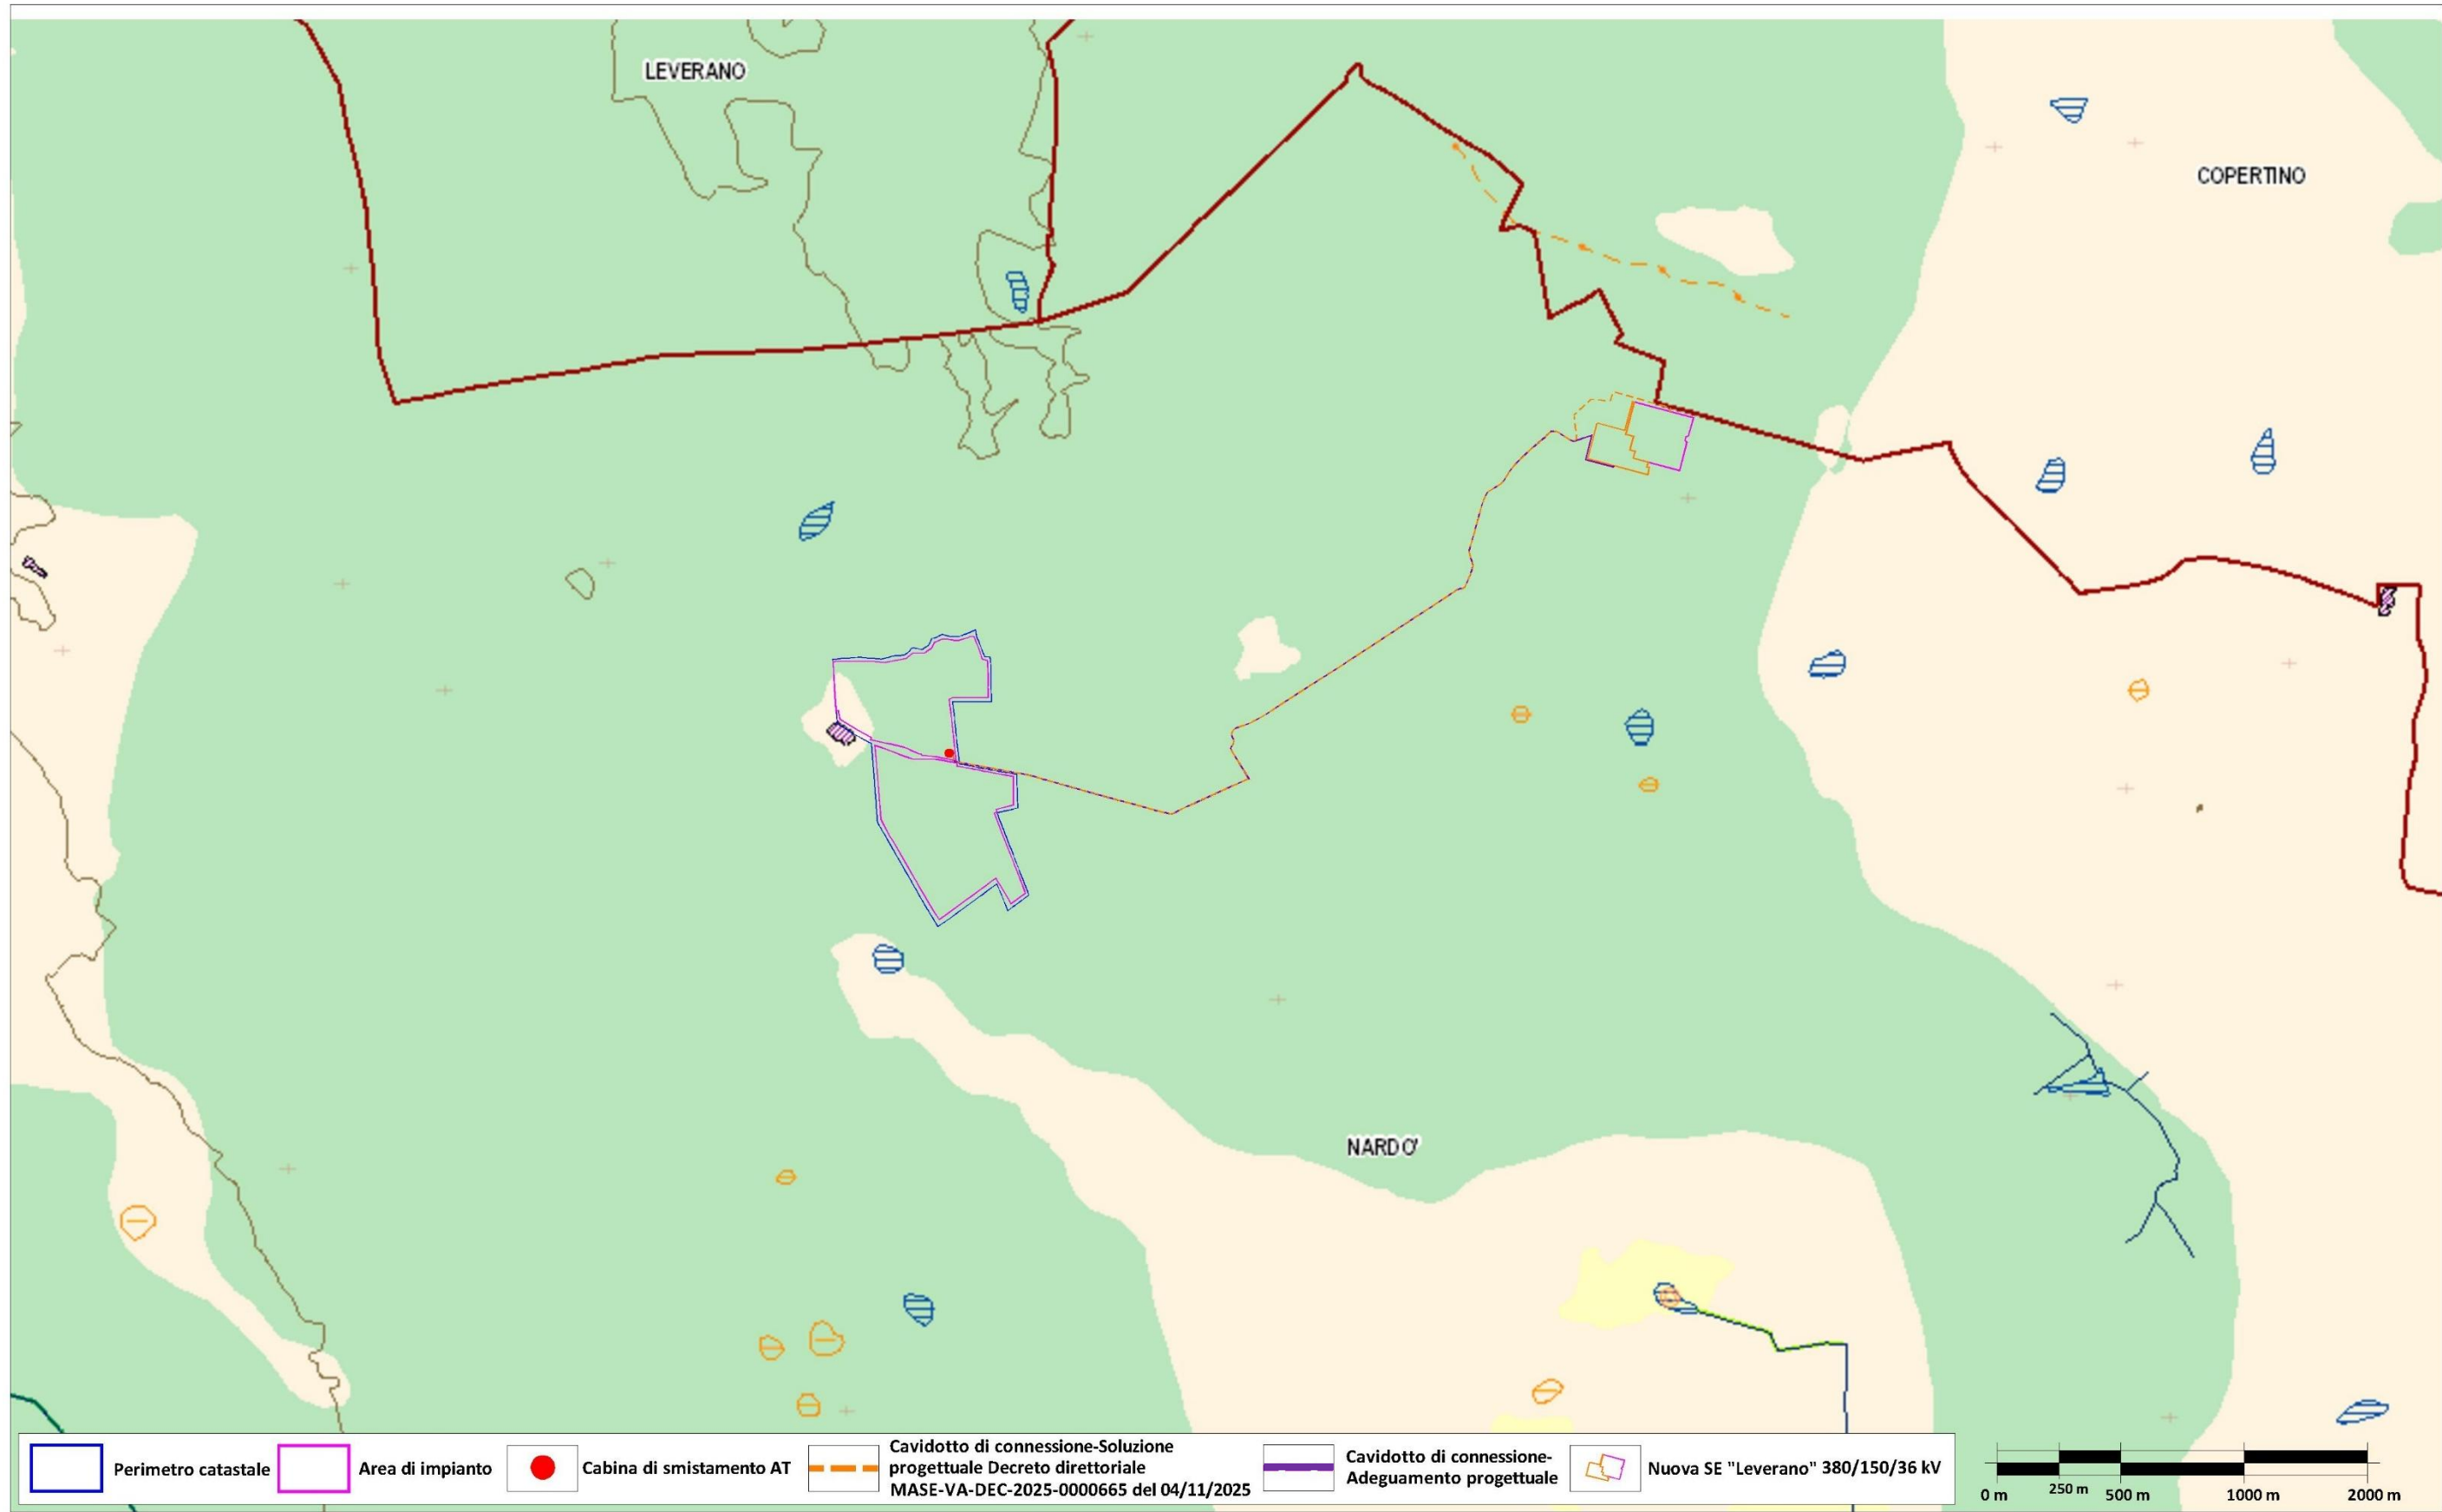 LEVERANO
COPERTINO
NARDO'
Perimetro catastale
Area di impianto
Cabina di smistamento AT
Cavidotto di connessione-Soluzione
progettuale Decreto direttoriale
MASE-VA-DEC-2025-0000665 del 04/11/2025
Cavidotto di connessione-
Adeguamento progettuale
Nuova SE "Leverano" 380/150/36 kV
0 m 250 m 500 m 1000 m 2000 m